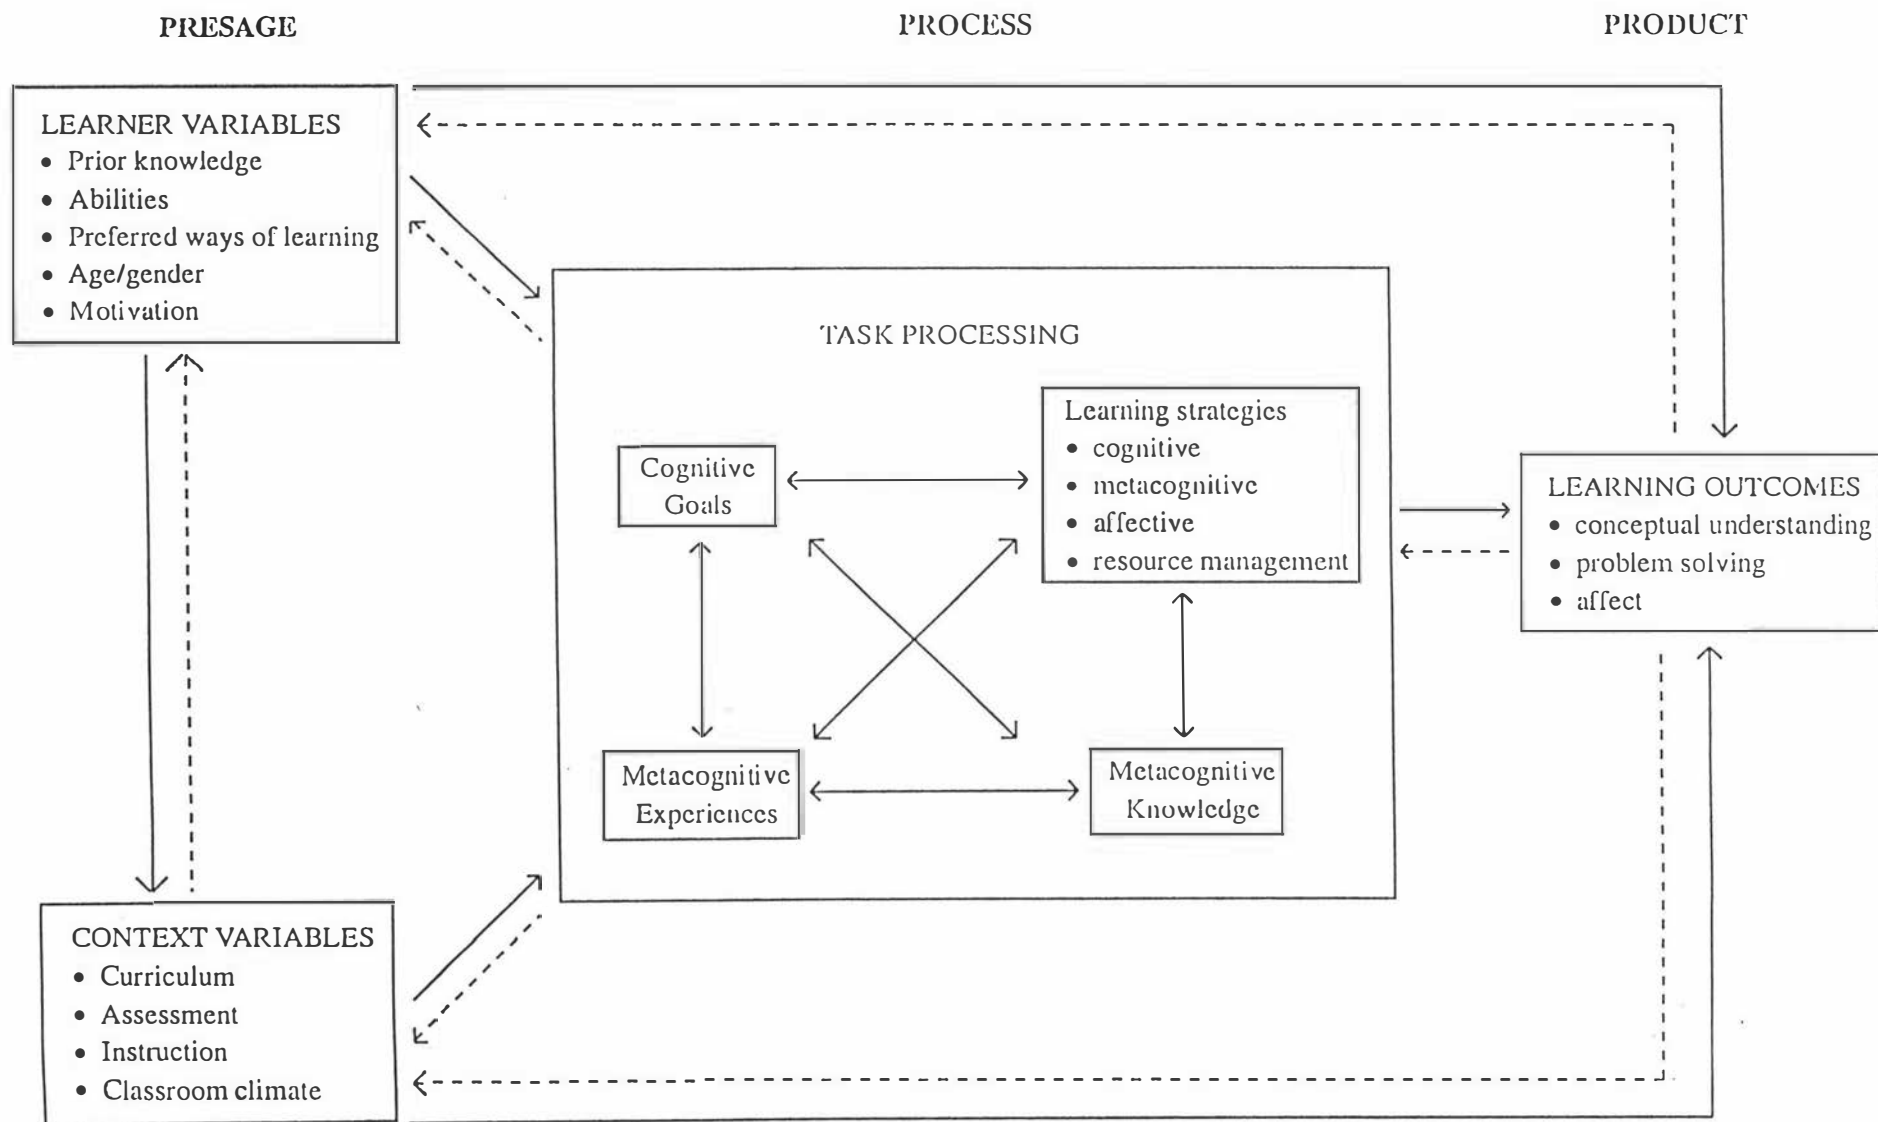 PRESAGE
PROCESS
PRODUCT
LEARNER VARIABLES
• Prior knowledge
• Abilities
• Preferred ways of learning
• Age/gender
• Motivation
TASK PROCESSING
Cognitive
Goals
Learning strategies
• cognitive
• metacognitive
• affective
• resource management
Metacognitive
Experiences
Metacognitive
Knowledge
LEARNING OUTCOMES
• conceptual understanding
• problem solving
• affect
CONTEXT VARIABLES
• Curriculum
• Assessment
• Instruction
• Classroom climate